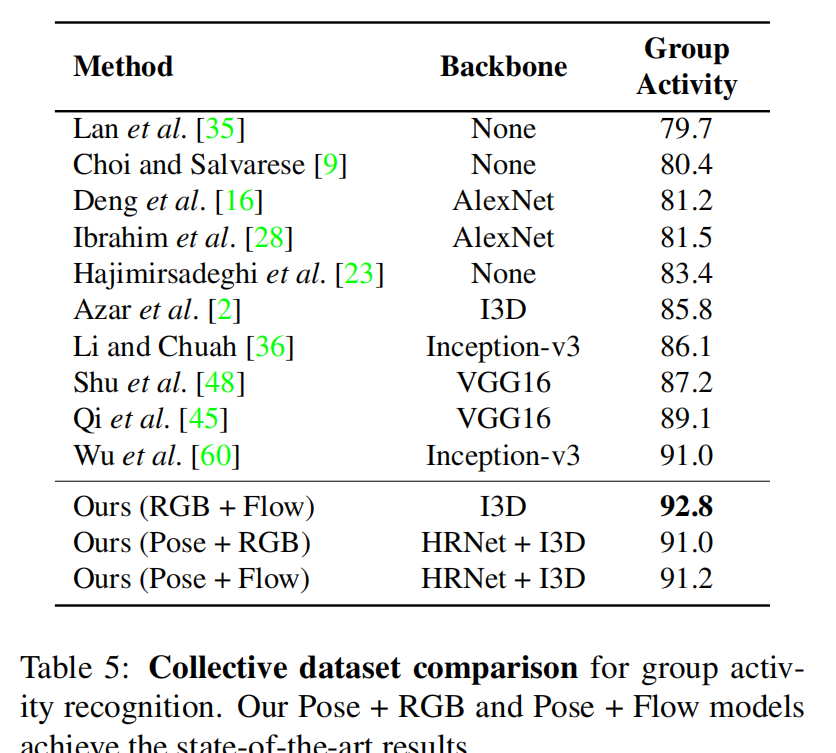 Method Backbone Group Activity
Lan et al. [35] None 79.7
Choi and Salvarese [9] None 80.4
Deng et al. [16] AlexNet 81.2
Ibrahim et al. [28] AlexNet 81.5
Hajimirsadeghi et al. [23] None 83.4
Azar et al. [2] I3D 85.8
Li and Chuah [36] Inception-v3 86.1
Shu et al. [48] VGG16 87.2
Qi et al. [45] VGG16 89.1
Wu et al. [60] Inception-v3 91.0
Ours (RGB + Flow) I3D 92.8
Ours (Pose + RGB) HRNet + I3D 91.0
Ours (Pose + Flow) HRNet + I3D 91.2
Table 5: Collective dataset comparison for group activ-
ity recognition. Our Pose + RGB and Pose + Flow models
achieve the state-of-the-art results